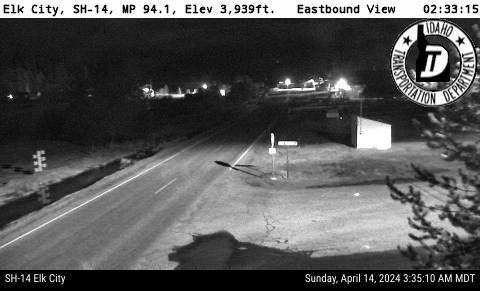 Elk City, SH-14, MP 94.1, Elev 3,939ft. Eastbound View 02:33:15
IDAHO
TRANSPORTATION DEPARTMENT
SH-14 Elk City Sunday, April 14, 2024 3:35:10 AM MDT